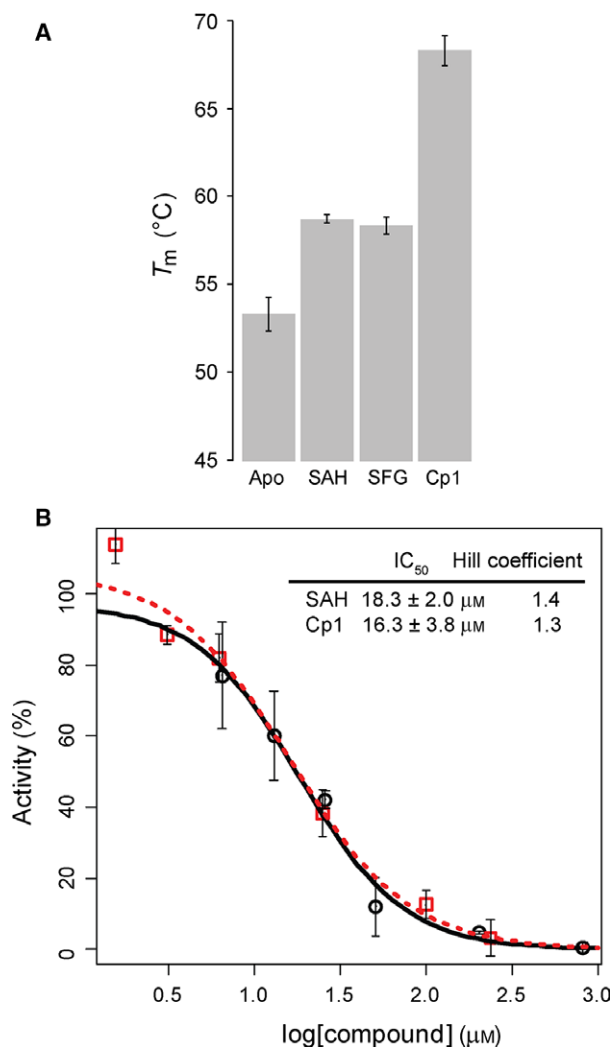 A
70
65
60
55
50
45
T_m (°C)
Apo SAH SFG Cp1
B
IC₅₀ Hill coefficient
SAH 18.3 ± 2.0 μM 1.4
Cp1 16.3 ± 3.8 μM 1.3
100
80
60
40
20
0
Activity (%)
0.5 1.0 1.5 2.0 2.5 3.0
log[compound] (μM)